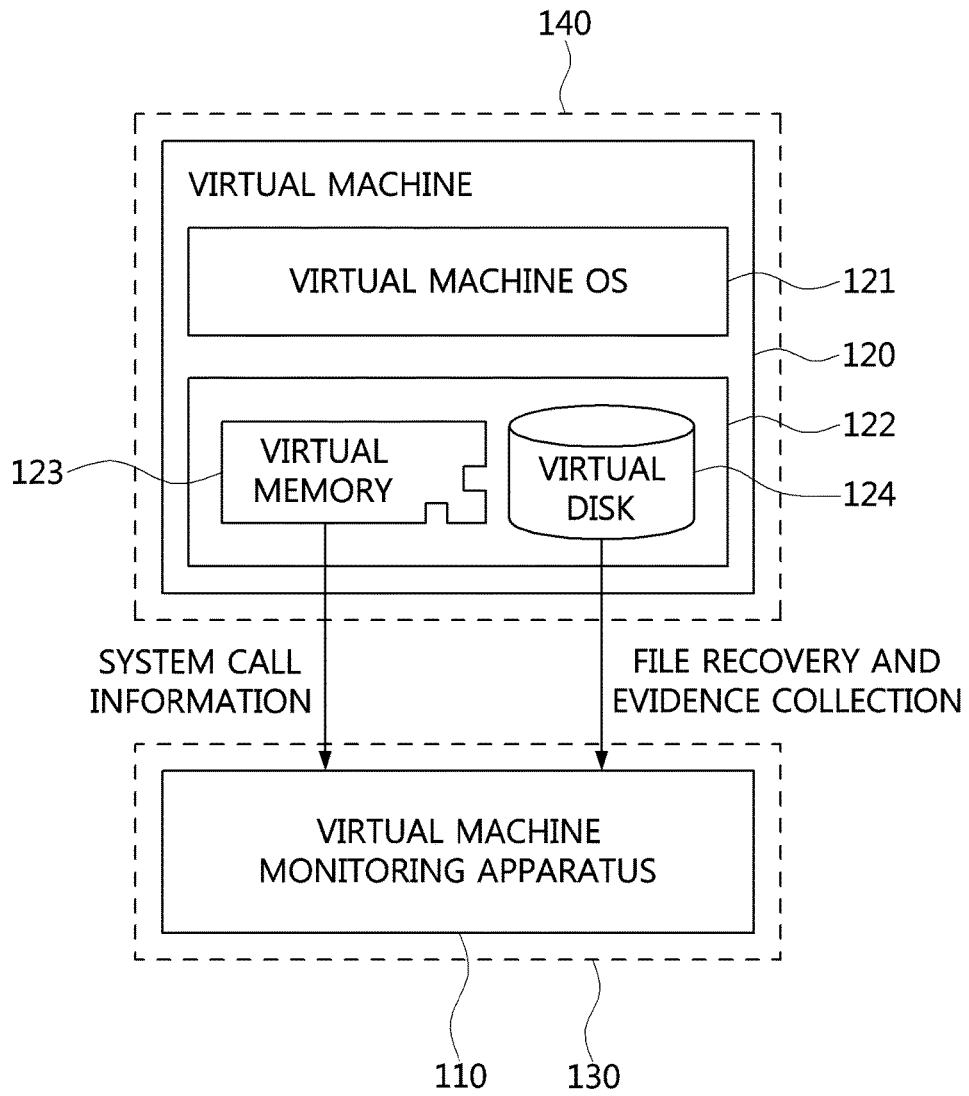 140
VIRTUAL MACHINE
VIRTUAL MACHINE OS
121
120
122
VIRTUAL
MEMORY
123
VIRTUAL
DISK
124
SYSTEM CALL
INFORMATION
FILE RECOVERY AND
EVIDENCE COLLECTION
VIRTUAL MACHINE
MONITORING APPARATUS
110
130